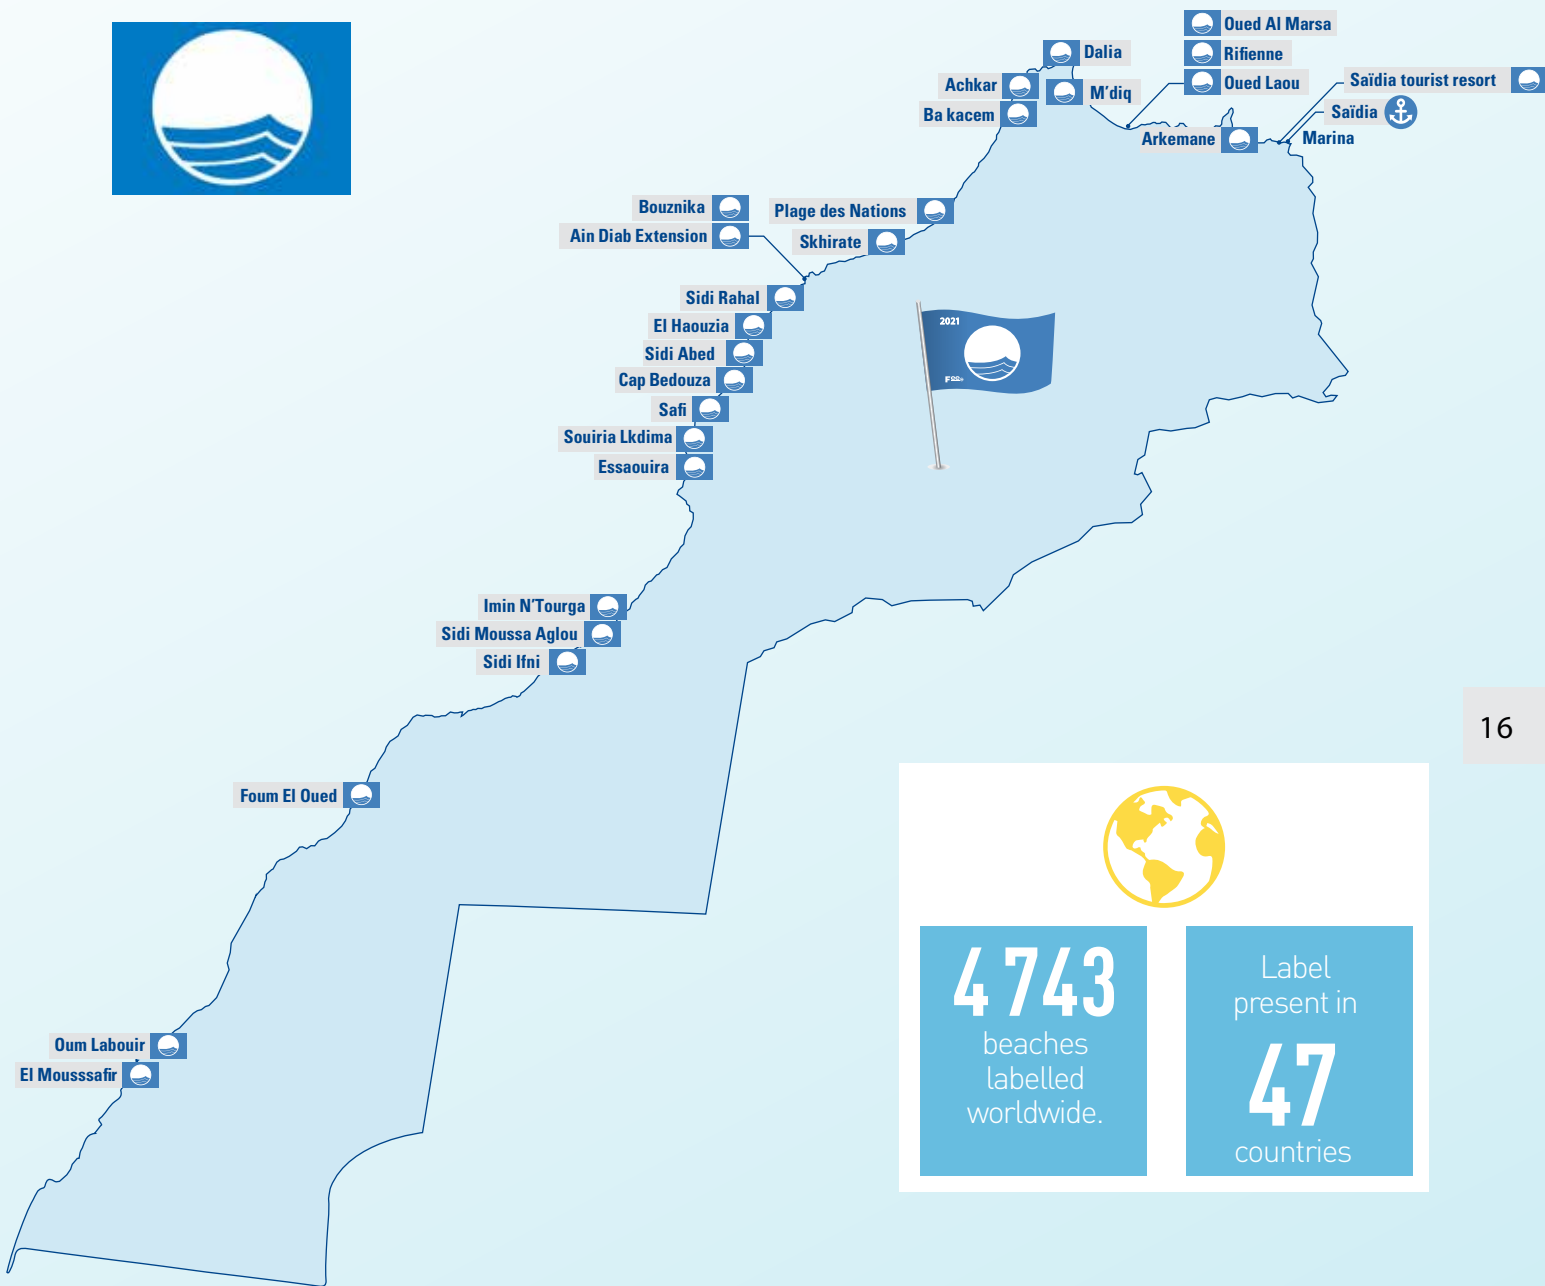 Oued Al Marsa
Dalia
Rifienne
Achkar
M'diq
Oued Laou
Saïdia tourist resort
Ba kacem
Saïdia
Arkemane
Marina
Bouznika
Plage des Nations
Ain Diab Extension
Skhirate
Sidi Rahal
El Haouzia
2021
Sidi Abed
Cap Bedouza
Safi
Souiria Lkdima
Essaouira
Imin N'Tourga
Sidi Moussa Aglou
Sidi Ifni
16
Foum El Oued
4 743
beaches
labelled
worldwide.
Label
present in
47
countries
Oum Labouir
El Mousssafir